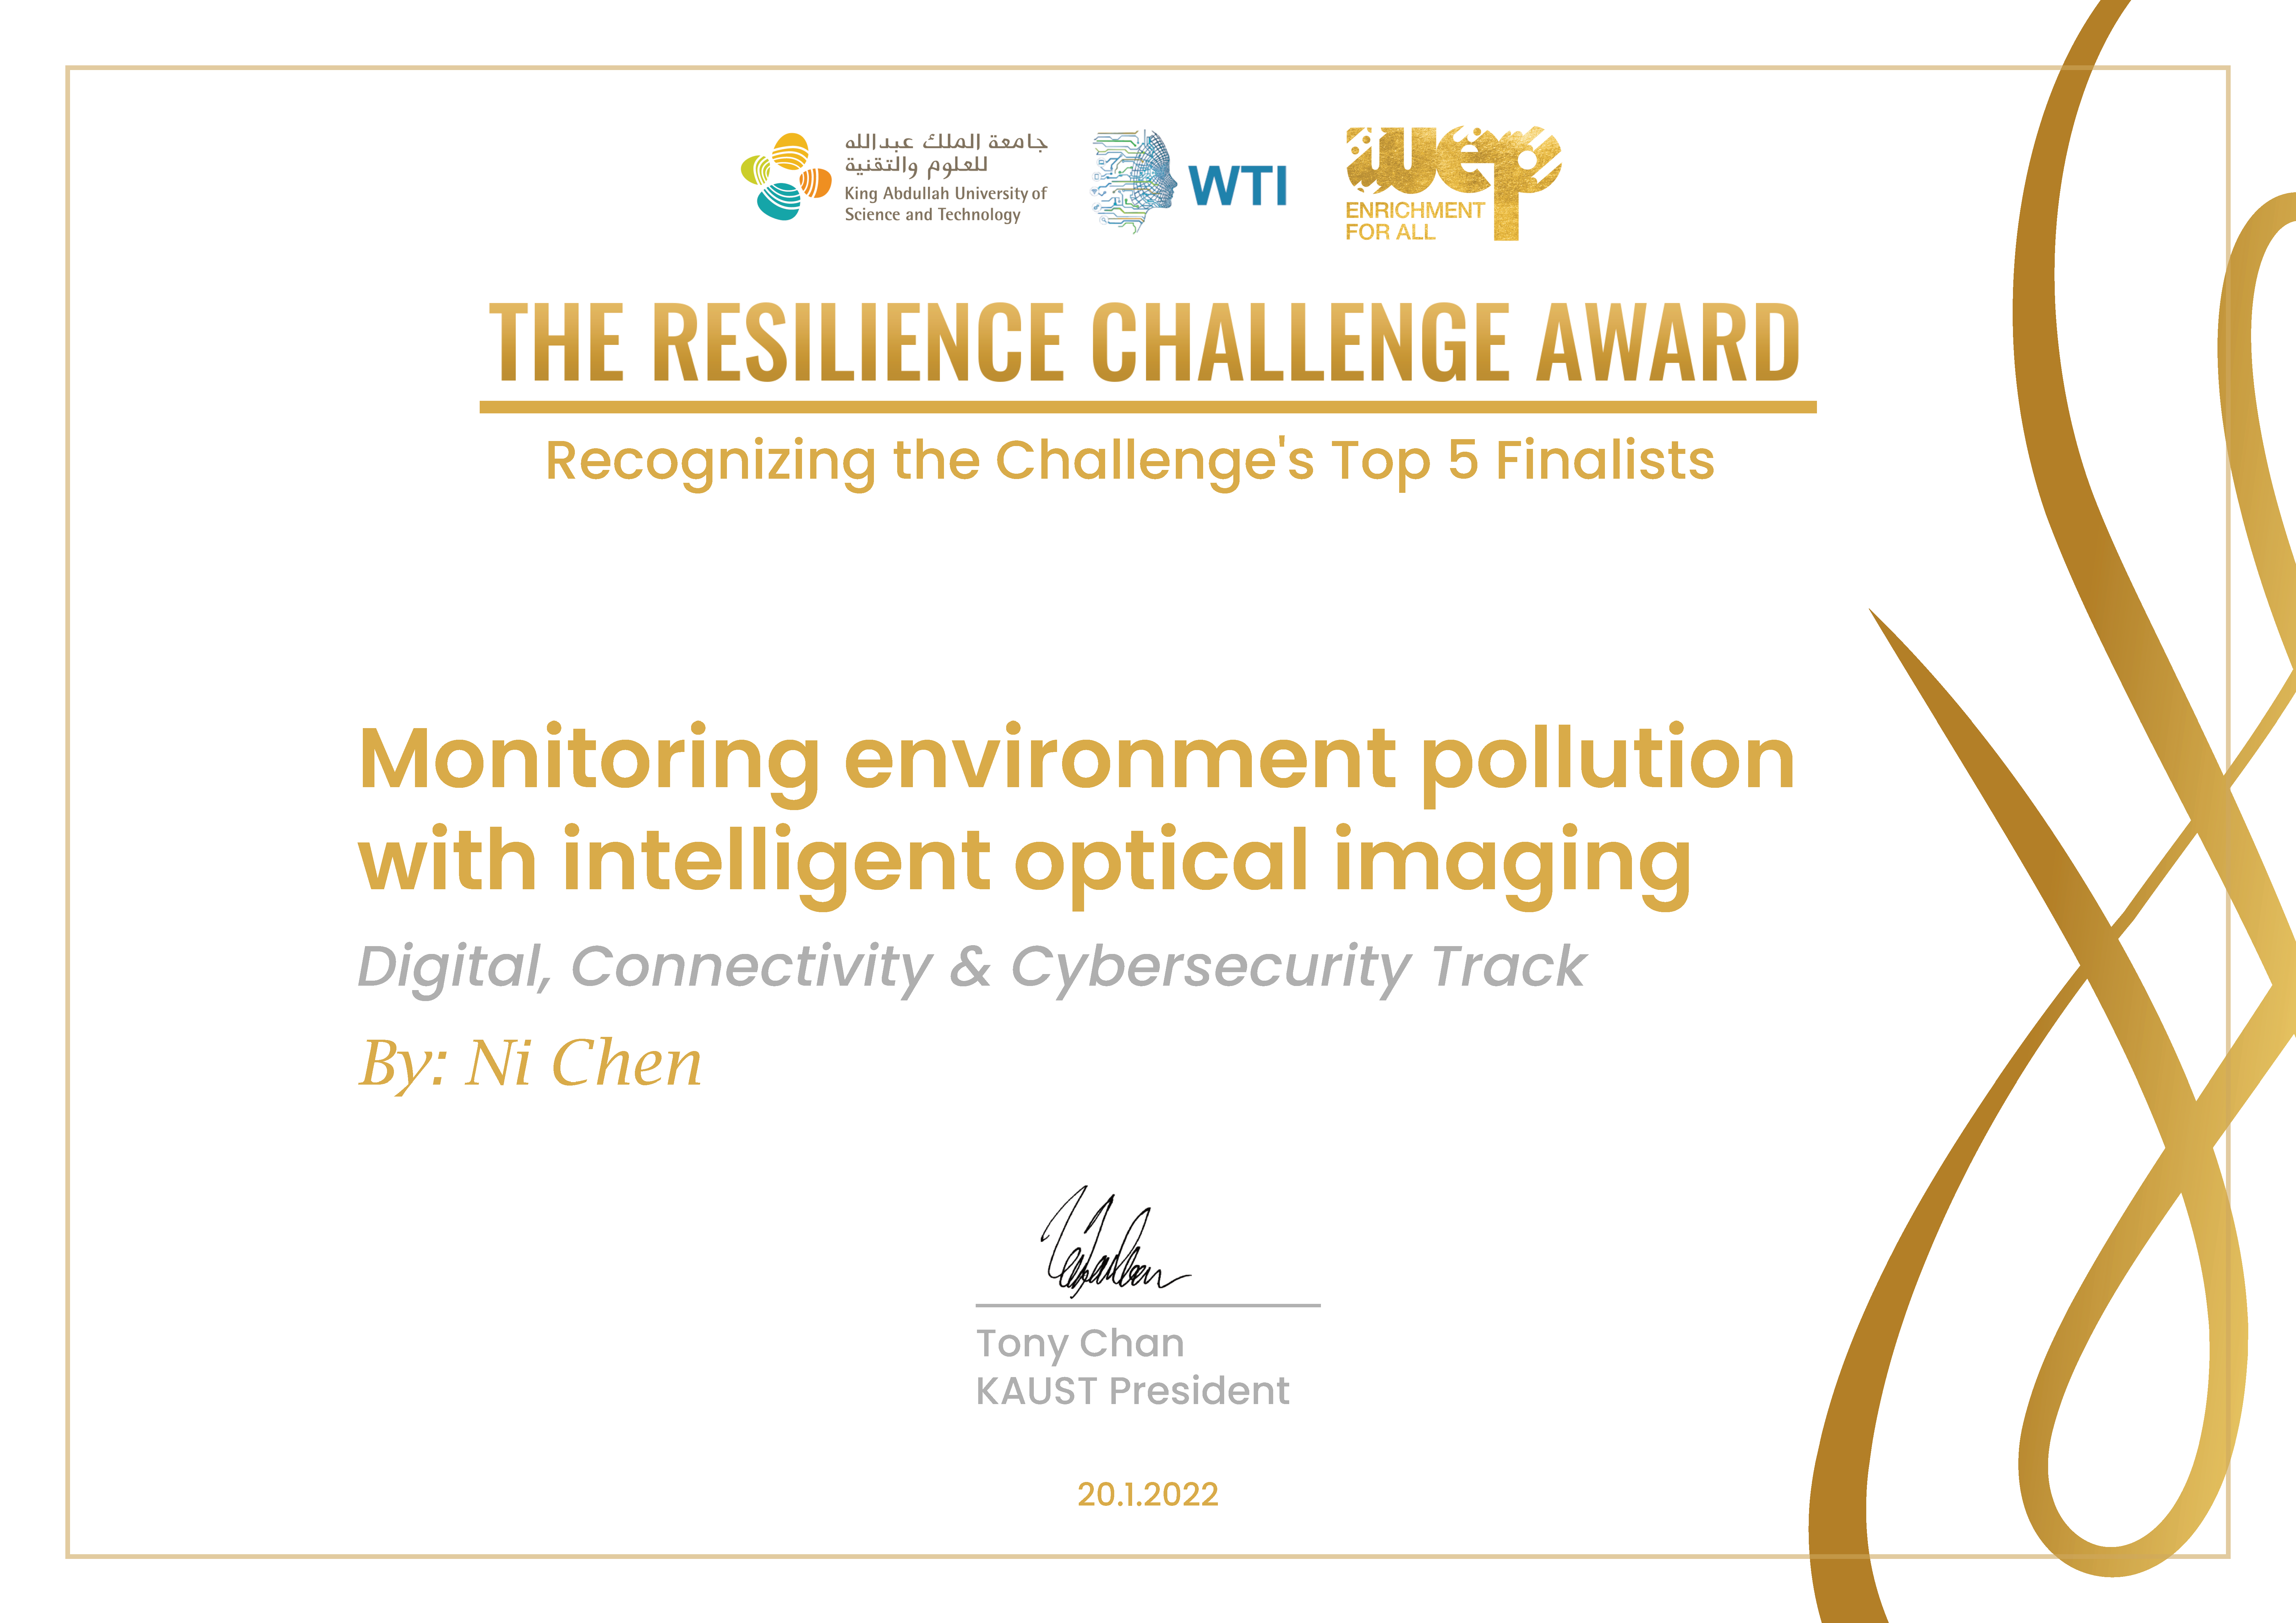 جامعة الملك عبدالله
للعلوم والتقنية
King Abdullah University of
Science and Technology
WTI
wep
ENRICHMENT
FOR ALL
THE RESILIENCE CHALLENGE AWARD
Recognizing the Challenge's Top 5 Finalists
Monitoring environment pollution
with intelligent optical imaging
Digital, Connectivity & Cybersecurity Track
By: Ni Chen
Tony Chan
KAUST President
20.1.2022